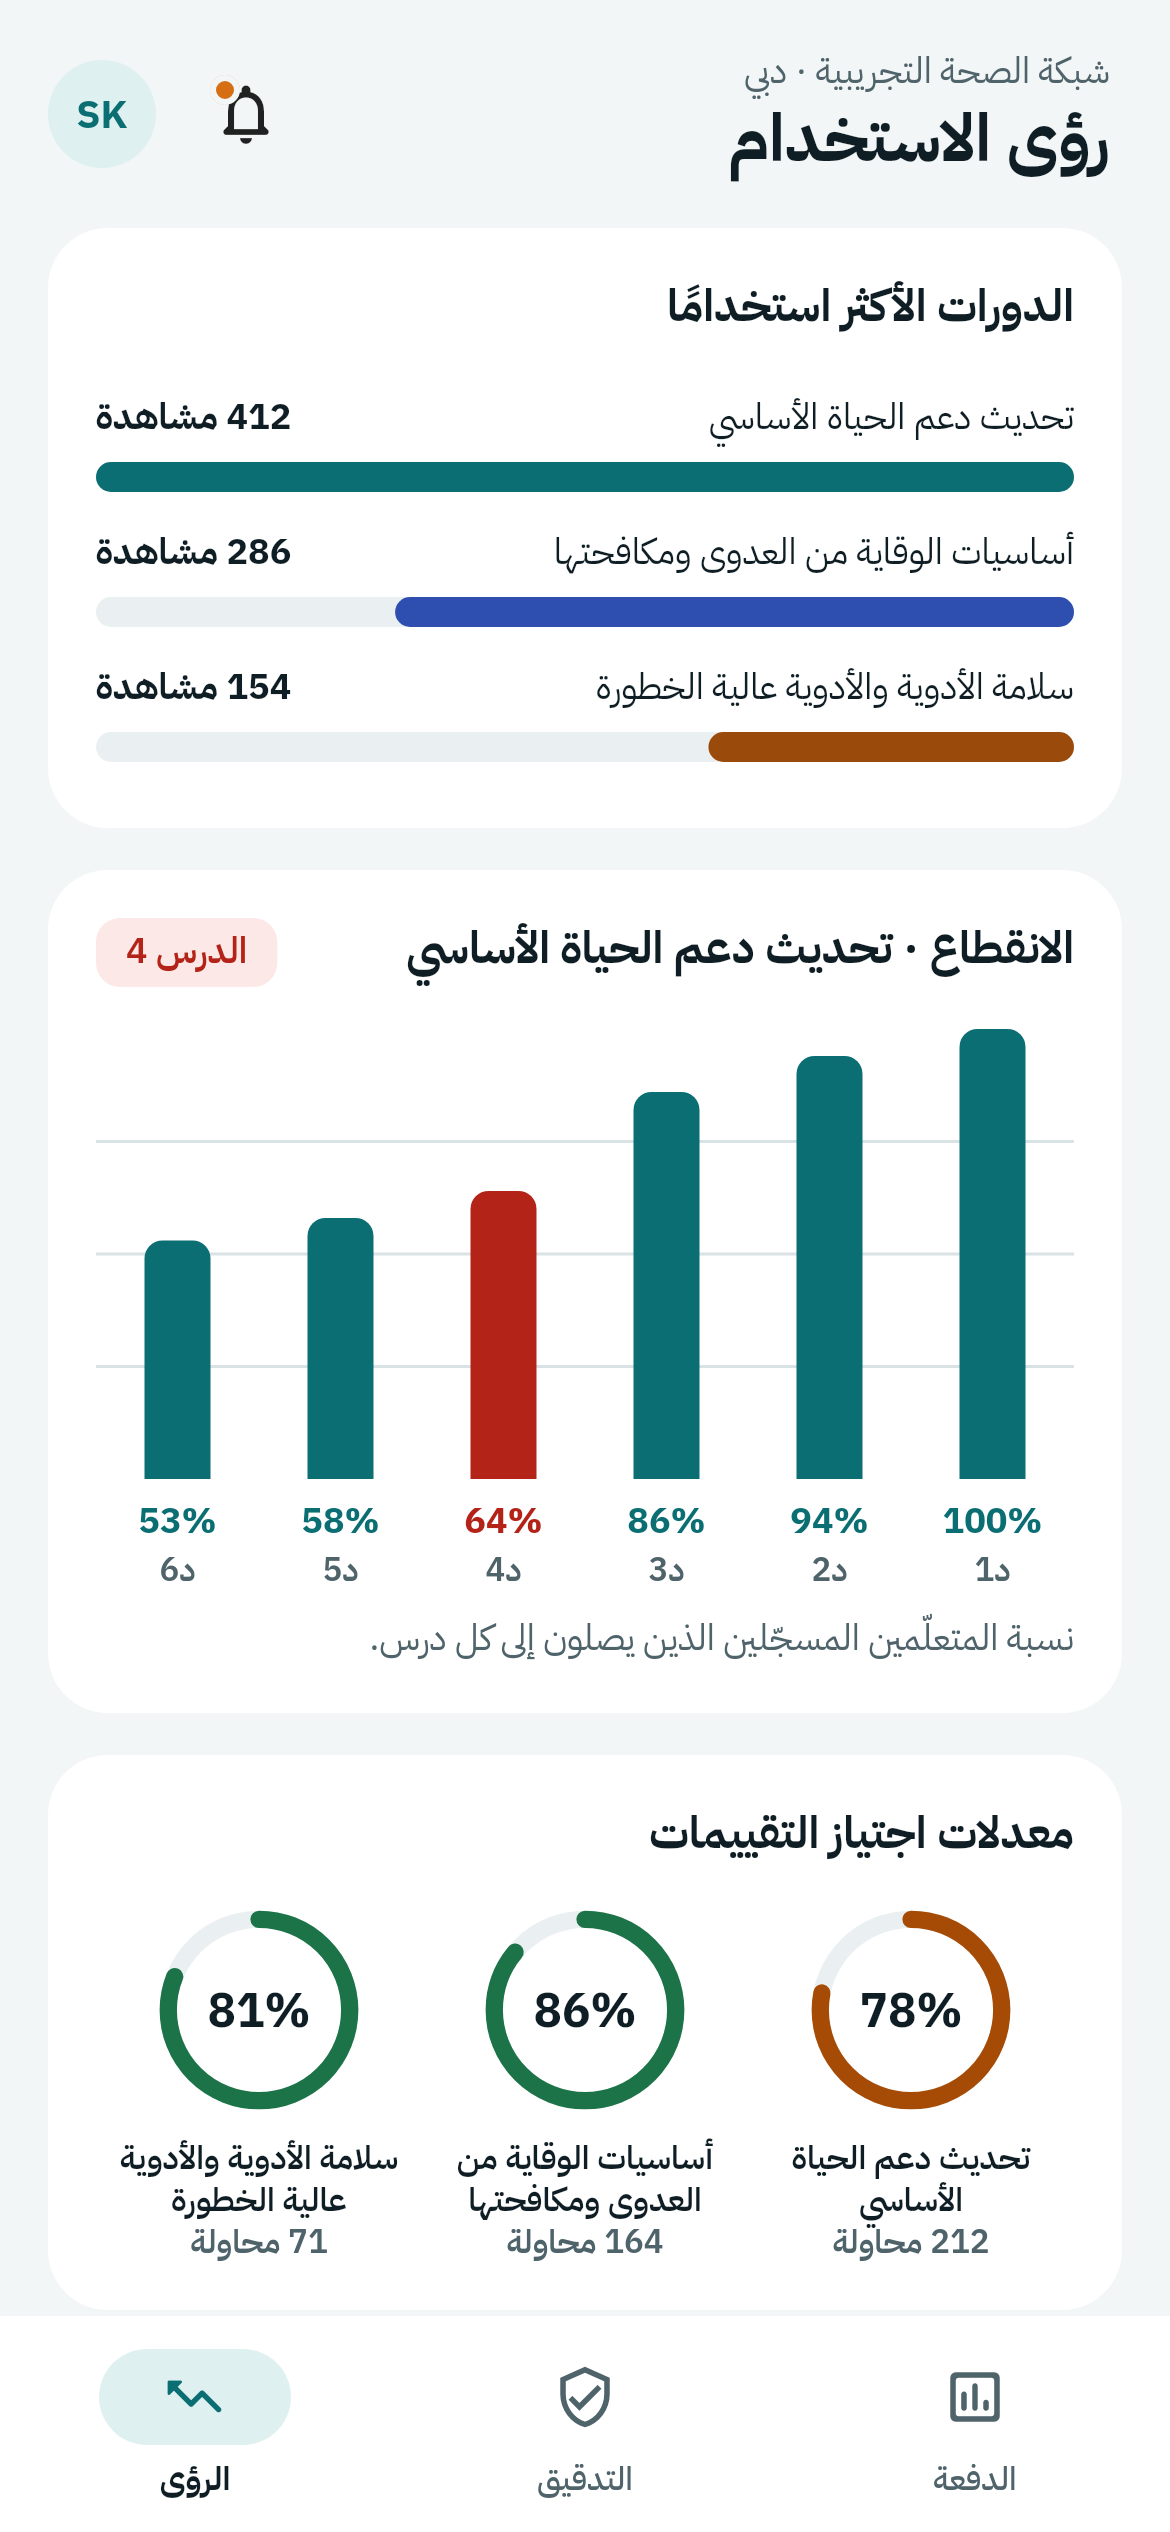 شبكة الصحة التجريبية · دبي
رؤى الاستخدام
SK
الدورات الأكثر استخدامًا
تحديث دعم الحياة الأساسي
412 مشاهدة
أساسيات الوقاية من العدوى ومكافحتها
286 مشاهدة
سلامة الأدوية والأدوية عالية الخطورة
154 مشاهدة
الانقطاع · تحديث دعم الحياة الأساسي
الدرس 4
100%
94%
86%
64%
58%
53%
د1
د2
د3
د4
د5
د6
نسبة المتعلّمين المسجّلين الذين يصلون إلى كل درس.
معدلات اجتياز التقييمات
78%
تحديث دعم الحياة
الأساسي
212 محاولة
86%
أساسيات الوقاية من
العدوى ومكافحتها
164 محاولة
81%
سلامة الأدوية والأدوية
عالية الخطورة
71 محاولة
الدفعة
التدقيق
الرؤى